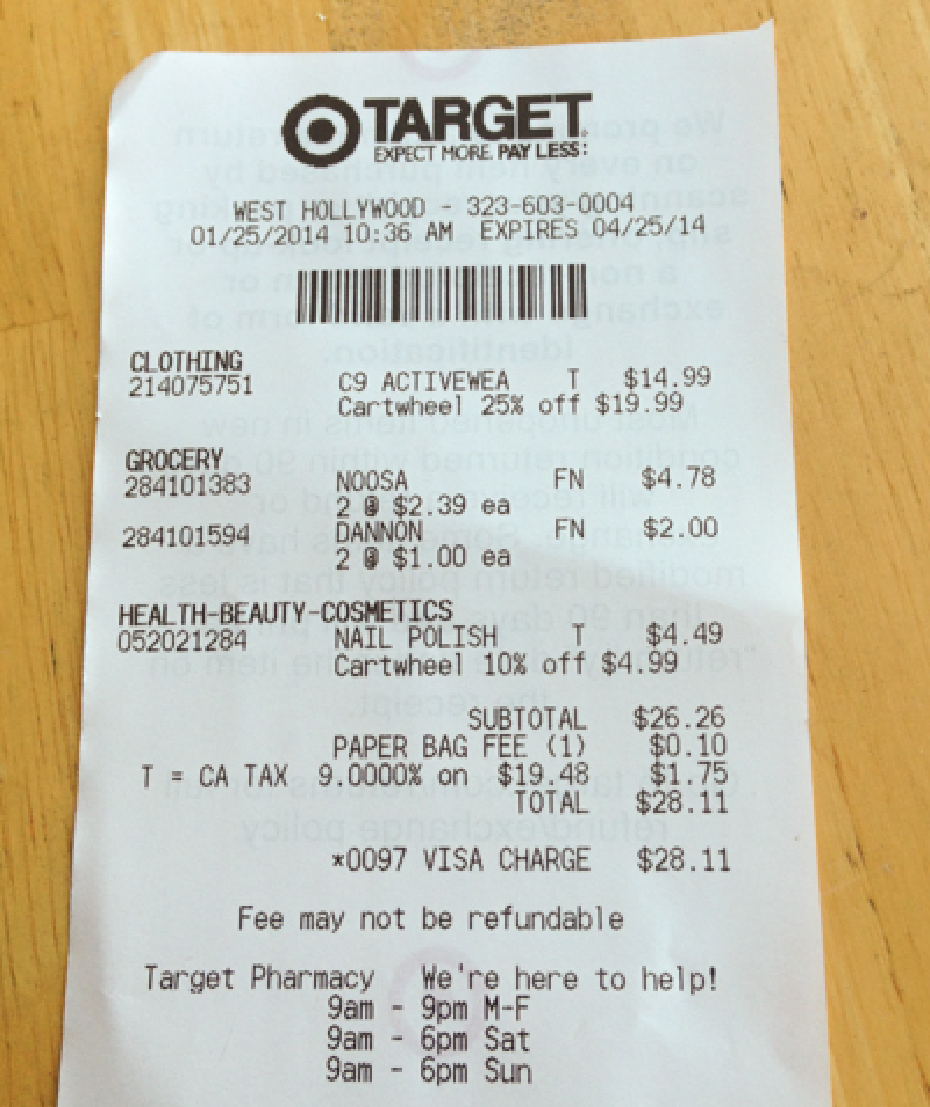 TARGET
EXPECT MORE. PAY LESS.
WEST HOLLYWOOD - 323-603-0004
01/25/2014 10:36 AM EXPIRES 04/25/14
CLOTHING
214075751 C9 ACTIVEWEA T $14.99
Cartwheel 25% off $19.99
GROCERY
284101383 NOOSA FN $4.78
2 @ $2.39 ea
284101594 DANNON FN $2.00
2 @ $1.00 ea
HEALTH-BEAUTY-COSMETICS
052021284 NAIL POLISH T $4.49
Cartwheel 10% off $4.99
SUBTOTAL $26.26
PAPER BAG FEE (1) $0.10
T = CA TAX 9.0000% on $19.48 $1.75
TOTAL $28.11
*0097 VISA CHARGE $28.11
Fee may not be refundable
Target Pharmacy We're here to help!
9am - 9pm M-F
9am - 6pm Sat
9am - 6pm Sun